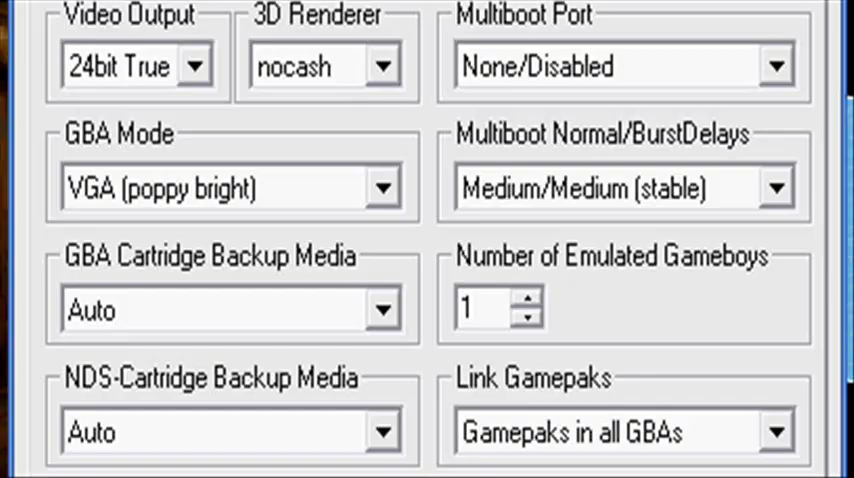 Video Output
3D Renderer
Multiboot Port
24bit True
nocash
None/Disabled
GBA Mode
Multiboot Normal/BurstDelays
VGA (poppy bright)
Medium/Medium (stable)
GBA Cartridge Backup Media
Number of Emulated Gameboys
Auto
1
NDS-Cartridge Backup Media
Link Gamepaks
Auto
Gamepaks in all GBAs